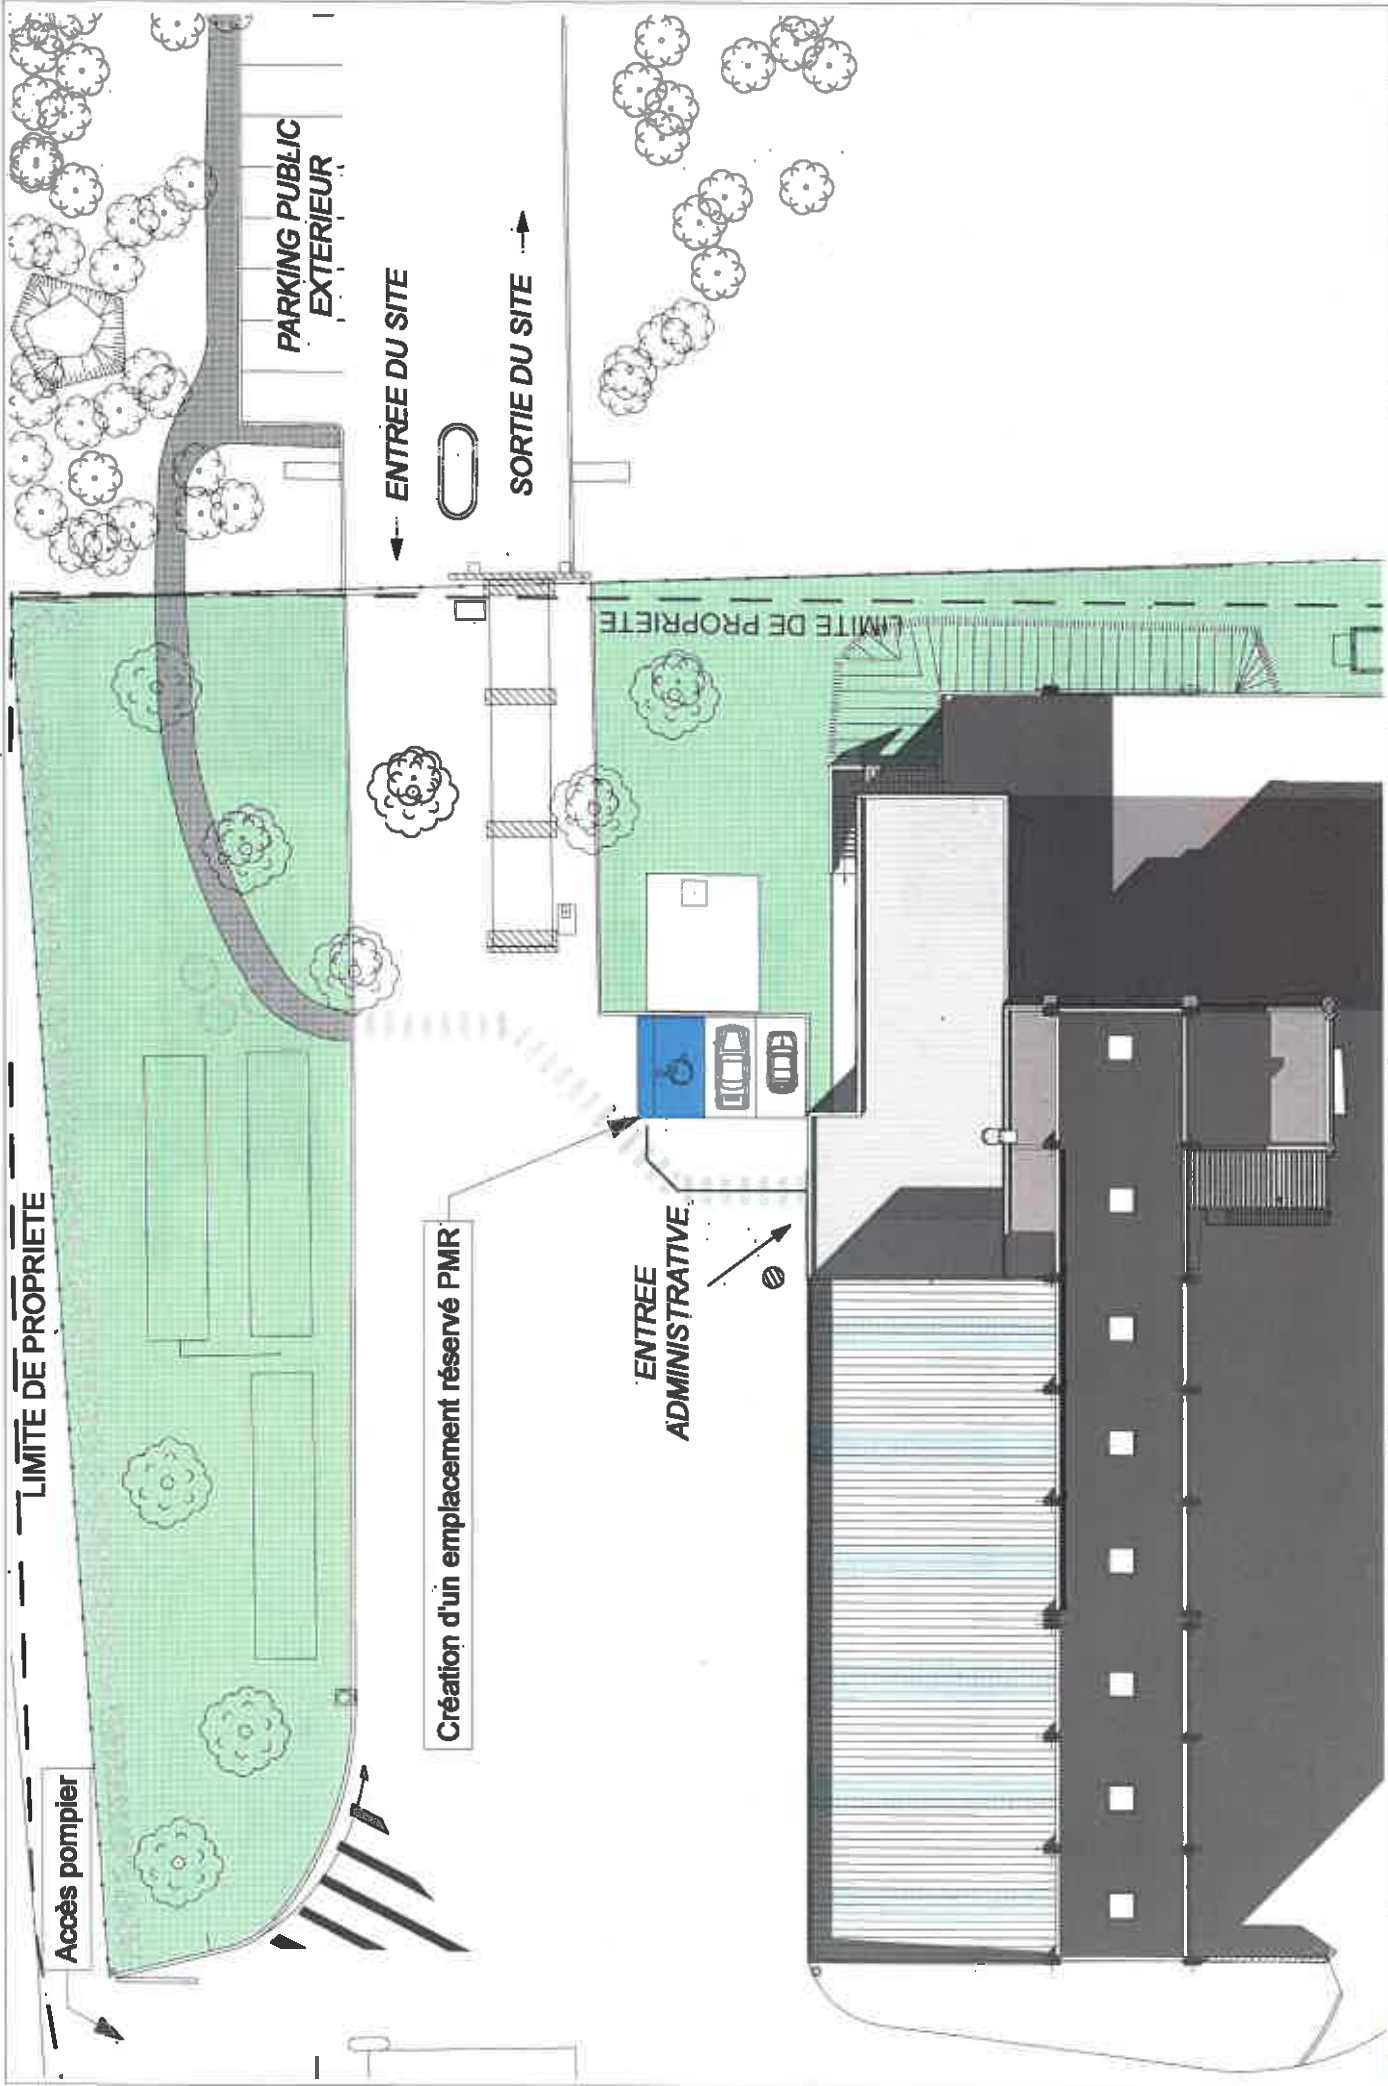 LIMITE DE PROPRIETE
Accès pompier
PARKING PUBLIC
EXTERIEUR
ENTREE DU SITE
SORTIE DU SITE
LIMITE DE PROPRIETE
Création d'un emplacement réservé PMR
ENTREE
ADMINISTRATIVE